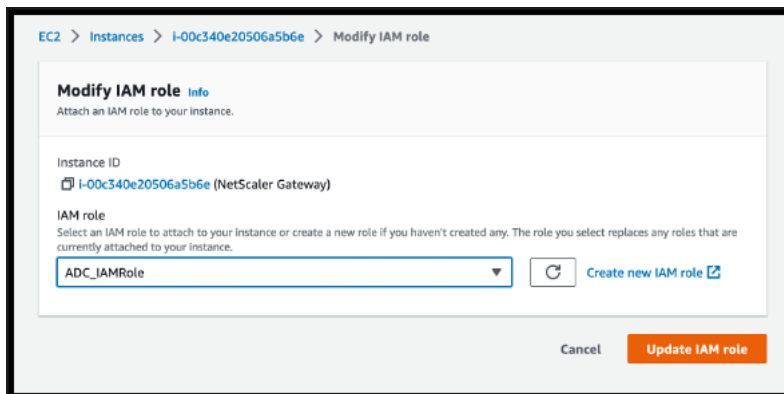 EC2 > Instances > i-00c340e20506a5b6e > Modify IAM role
Modify IAM role Info
Attach an IAM role to your instance.
Instance ID
i-00c340e20506a5b6e (NetScaler Gateway)
IAM role
Select an IAM role to attach to your instance or create a new role if you haven't created any. The role you select replaces any roles that are
currently attached to your instance.
ADC_IAMRole
Create new IAM role
Cancel
Update IAM role